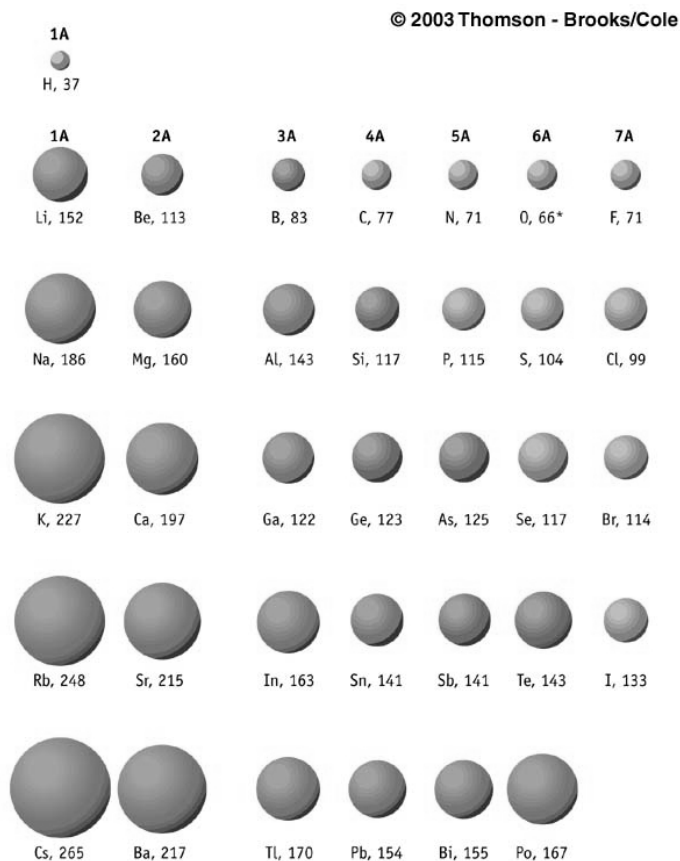 © 2003 Thomson - Brooks/Cole
1A
H, 37
1A 2A 3A 4A 5A 6A 7A
Li, 152 Be, 113 B, 83 C, 77 N, 71 O, 66* F, 71
Na, 186 Mg, 160 Al, 143 Si, 117 P, 115 S, 104 Cl, 99
K, 227 Ca, 197 Ga, 122 Ge, 123 As, 125 Se, 117 Br, 114
Rb, 248 Sr, 215 In, 163 Sn, 141 Sb, 141 Te, 143 I, 133
Cs, 265 Ba, 217 Tl, 170 Pb, 154 Bi, 155 Po, 167